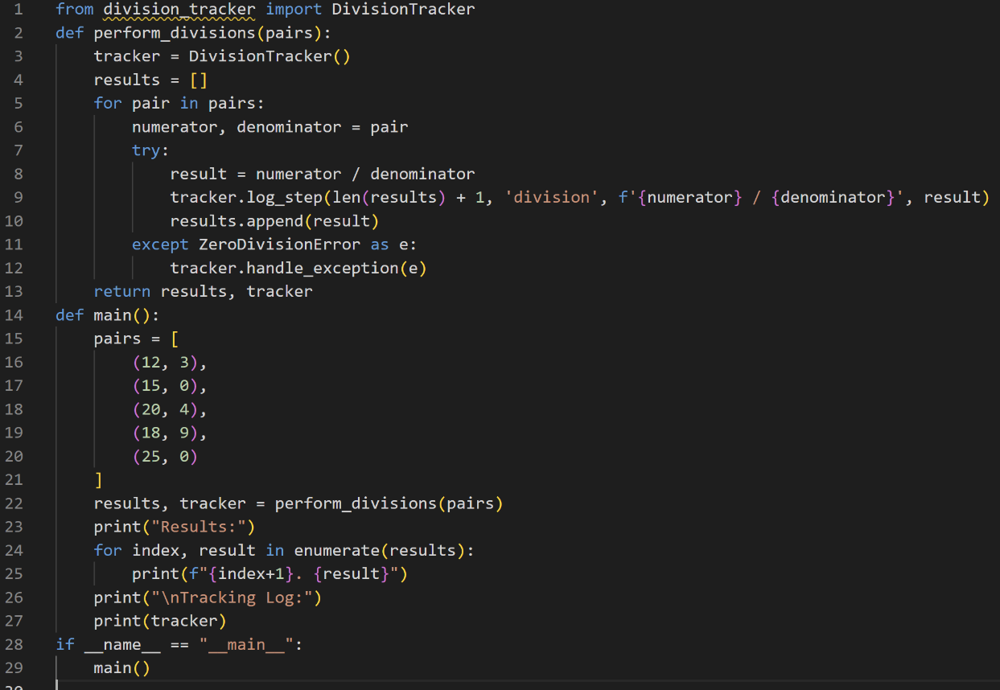 1 from division_tracker import DivisionTracker
2 def perform_divisions(pairs):
3     tracker = DivisionTracker()
4     results = []
5     for pair in pairs:
6         numerator, denominator = pair
7         try:
8             result = numerator / denominator
9             tracker.log_step(len(results) + 1, 'division', f'{numerator} / {denominator}', result)
10             results.append(result)
11         except ZeroDivisionError as e:
12             tracker.handle_exception(e)
13     return results, tracker
14 def main():
15     pairs = [
16         (12, 3),
17         (15, 0),
18         (20, 4),
19         (18, 9),
20         (25, 0)
21     ]
22     results, tracker = perform_divisions(pairs)
23     print("Results:")
24     for index, result in enumerate(results):
25         print(f"{index+1}. {result}")
26     print("\nTracking Log:")
27     print(tracker)
28 if __name__ == "__main__":
29     main()